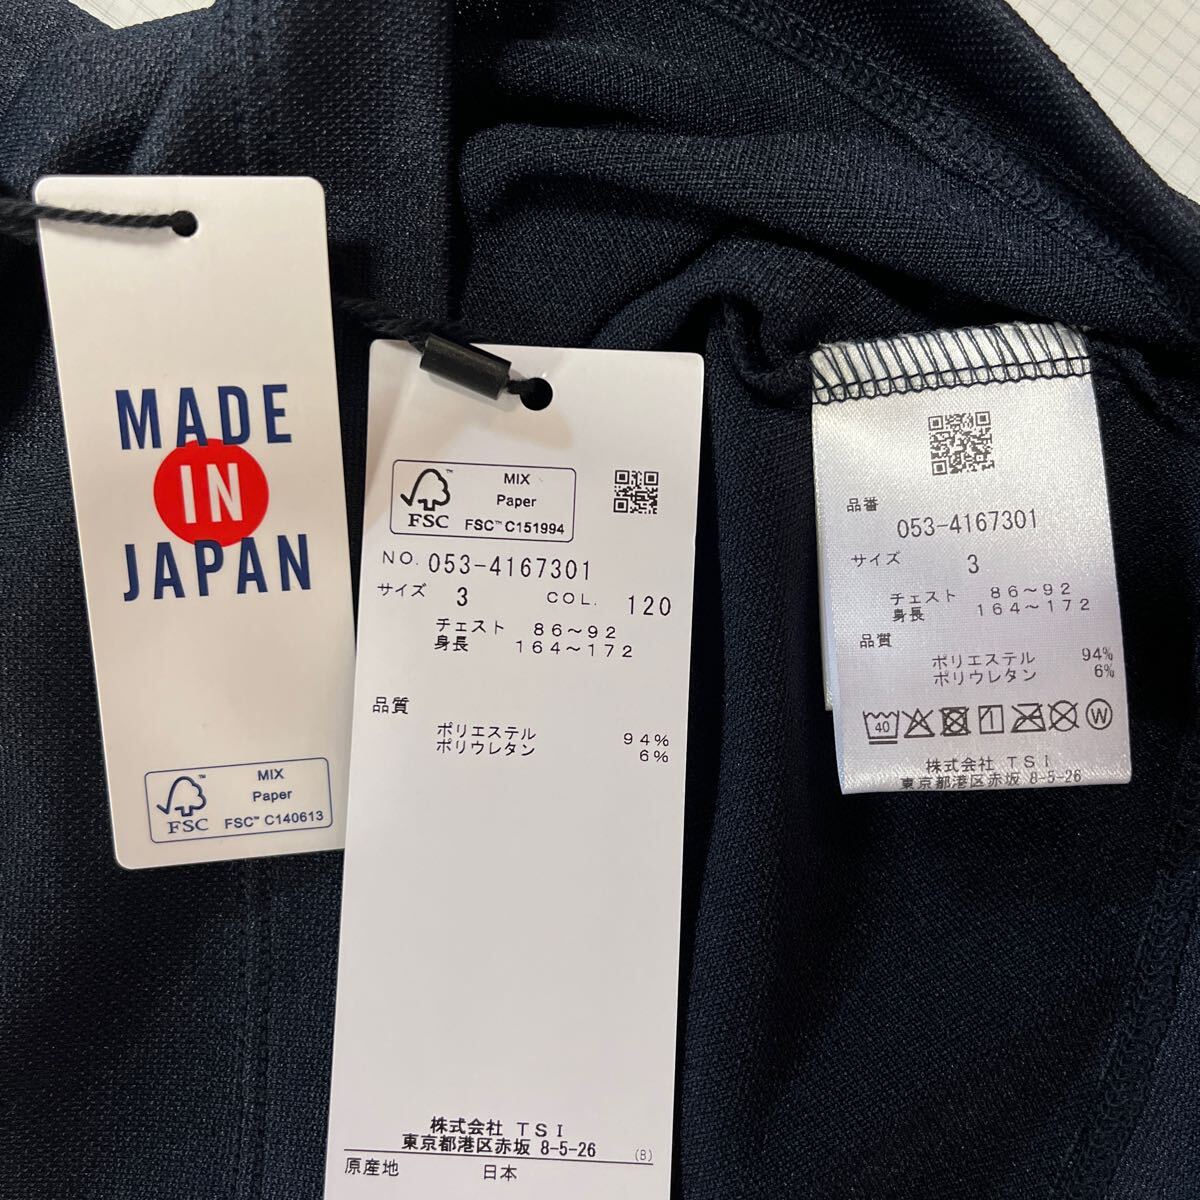 MADE
IN
JAPAN
FSC™
MIX
Paper
FSC™ C140613
FSC™
MIX
Paper
FSC™ C151994
NO. 053-4167301
サイズ 3 COL. 120
チェスト 86~92
身長 164~172
品質
ポリエステル 94%
ポリウレタン 6%
株式会社 TSI
東京都港区赤坂 8-5-26 (B)
原産地 日本
品番
053-4167301
サイズ 3
チェスト 86~92
身長 164~172
品質
ポリエステル 94%
ポリウレタン 6%
40 1 W
株式会社 TSI
東京都港区赤坂 8-5-26